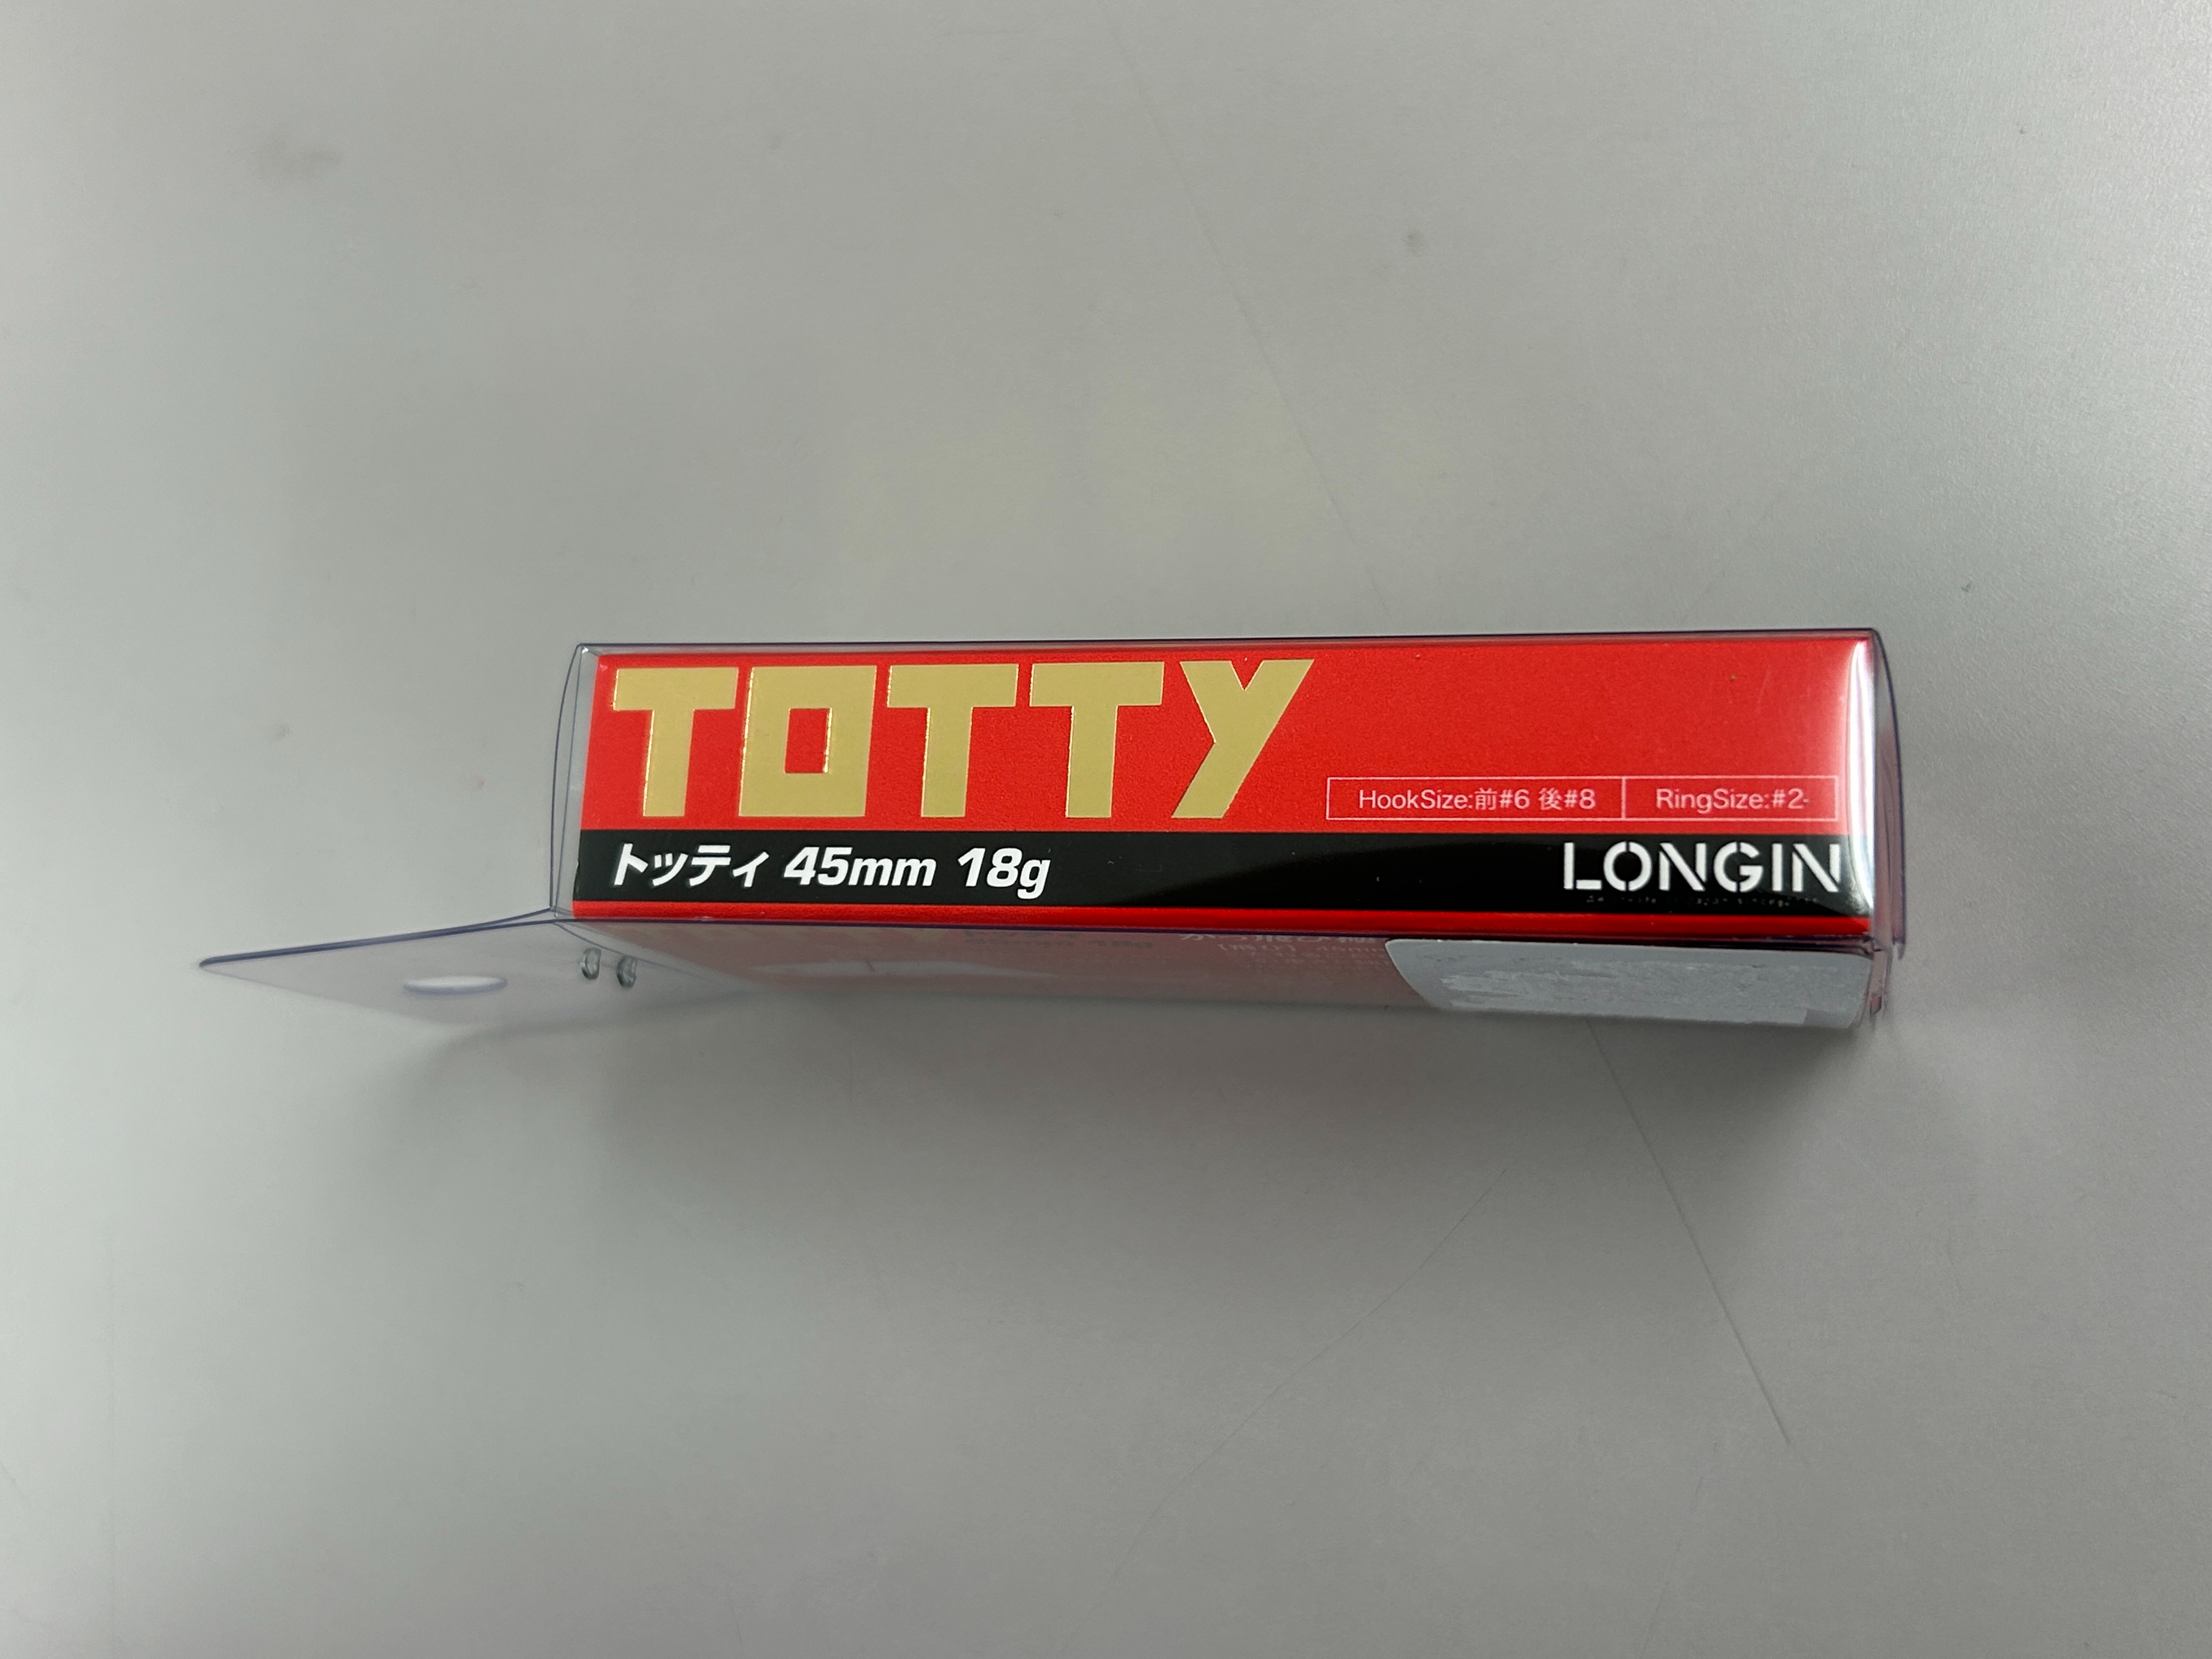 TOTTY
HookSize:前#6 後#8 RingSize:#2-
トッティ 45mm 18g LONGIN